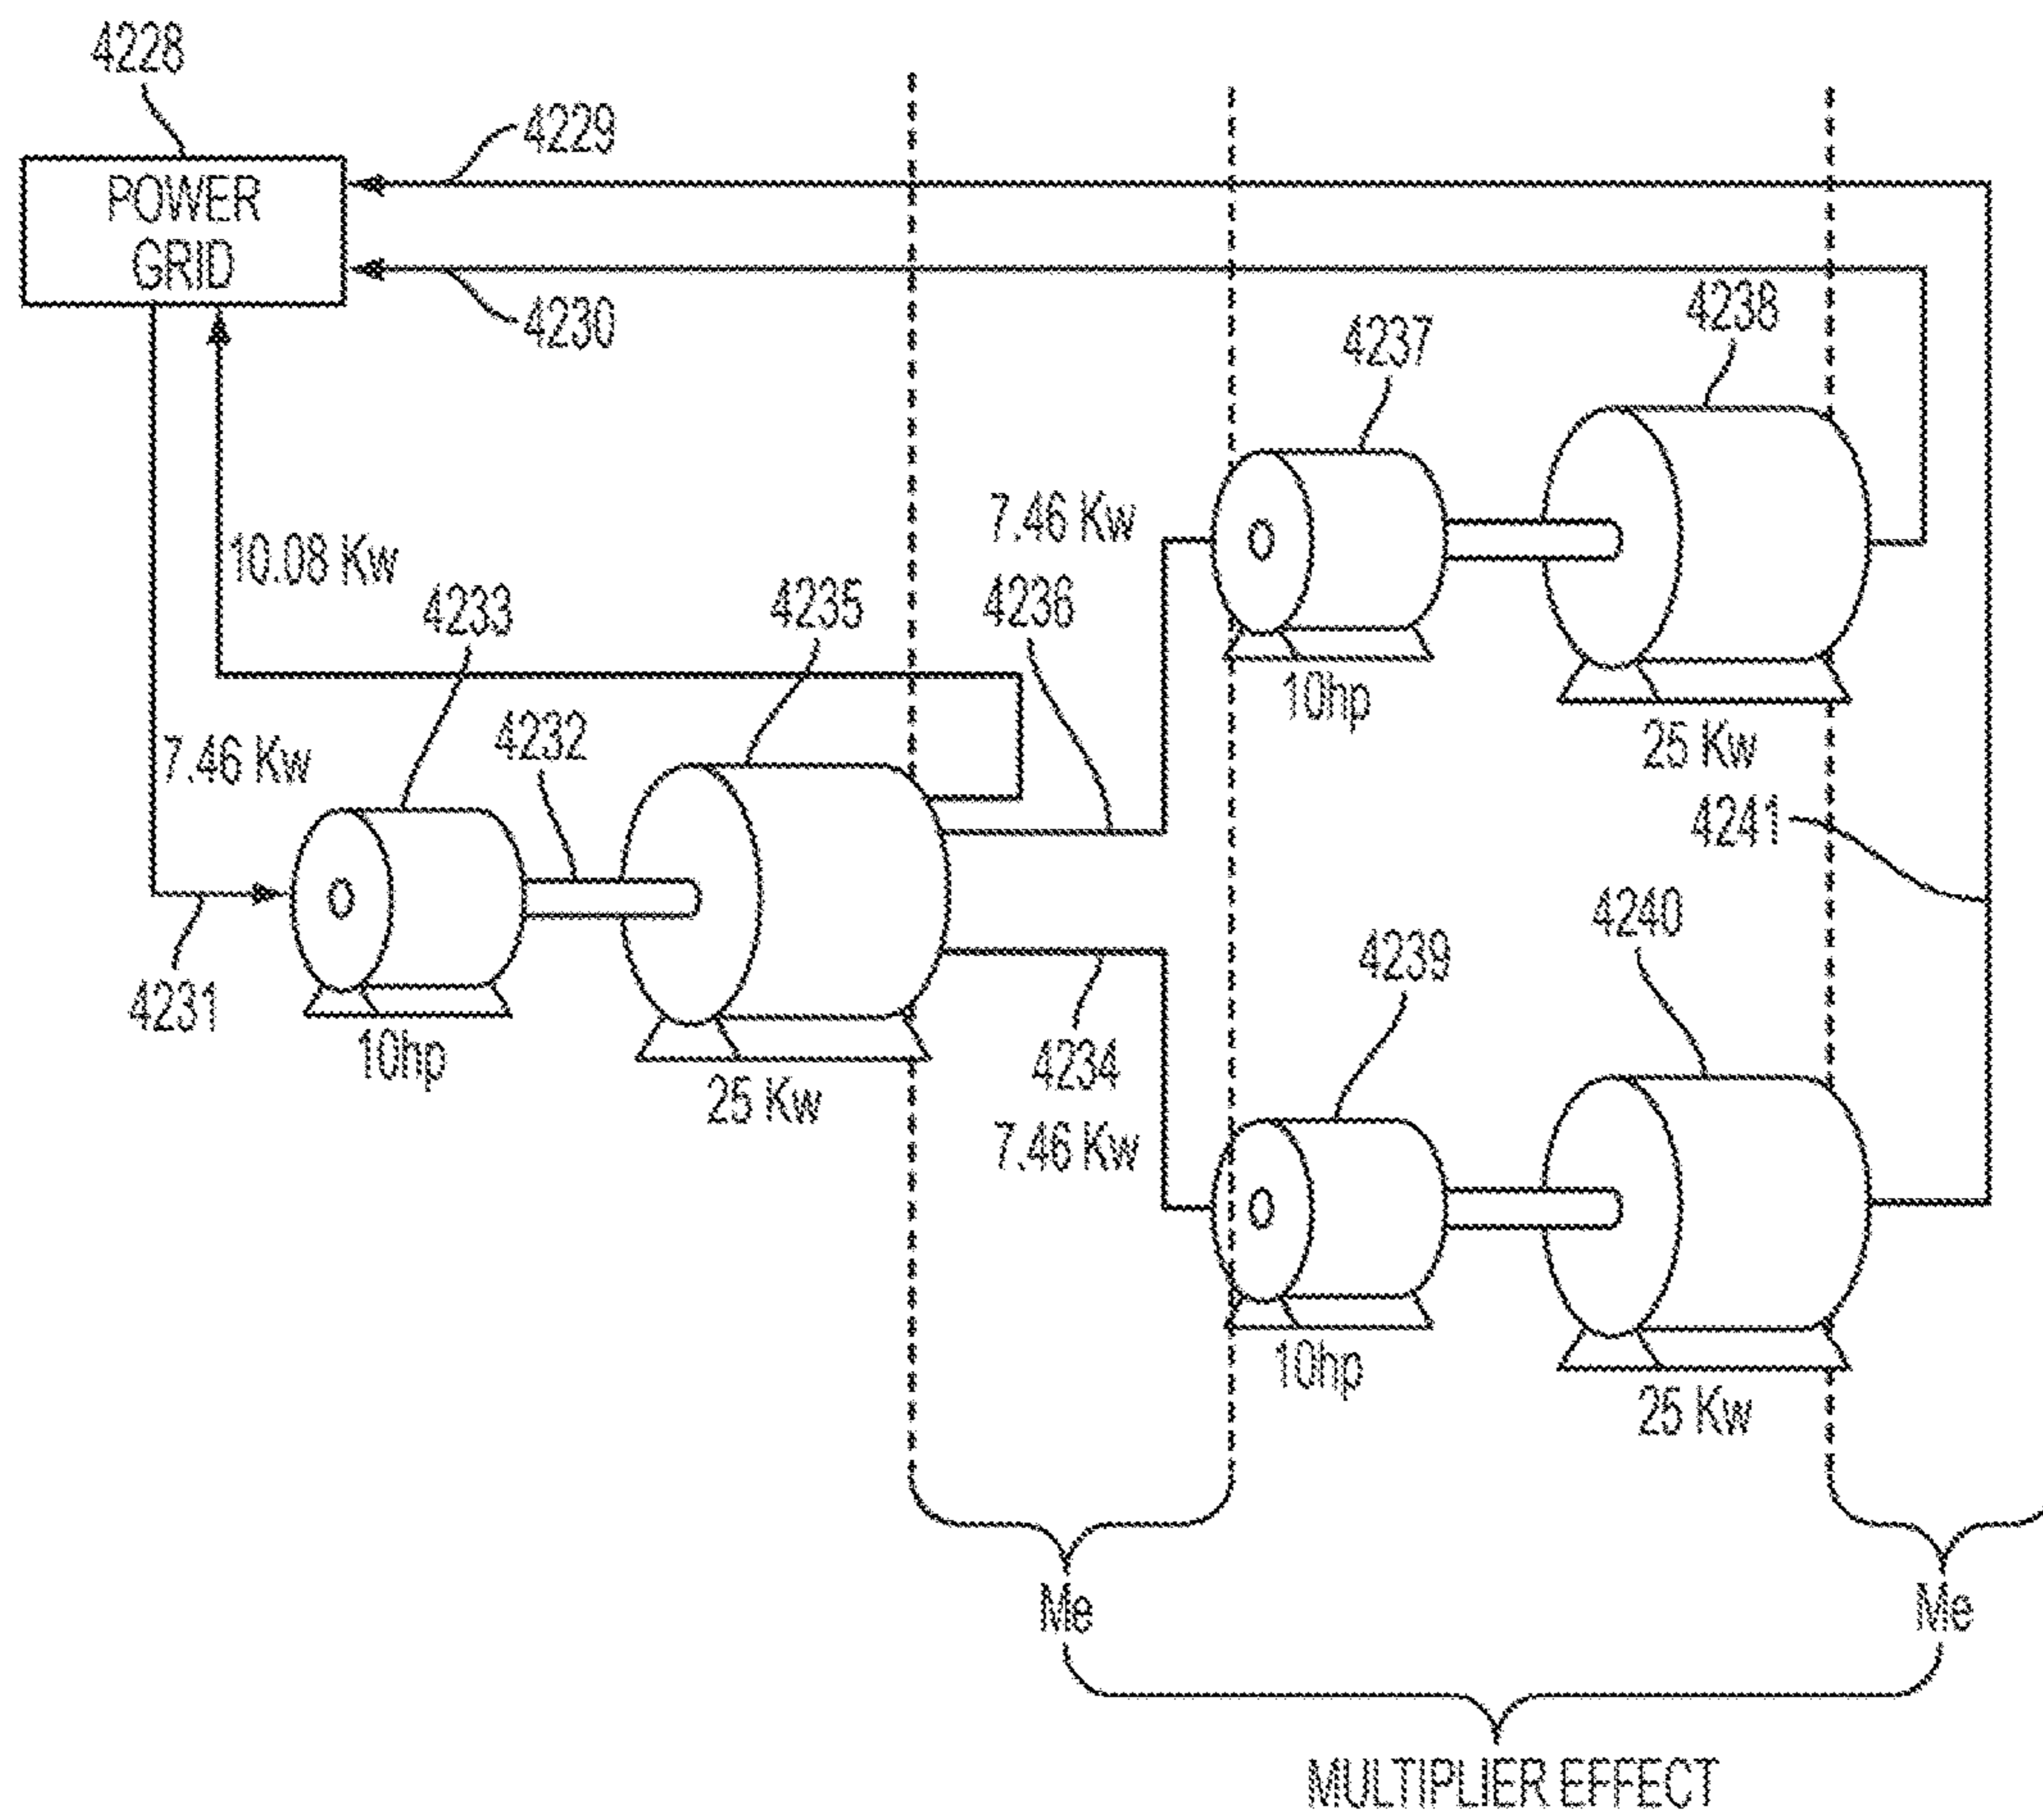 4228
4229
POWER
GRID
4230
4238
4237
7.46 Kw
10.08 Kw
4233
4235
4236
10hp
4232
7.46 Kw
25 Kw
4241
4240
4239
4231
10hp
4234
25 Kw
7.46 Kw
10hp
25 Kw
Me
Me
MULTIPLIER EFFECT